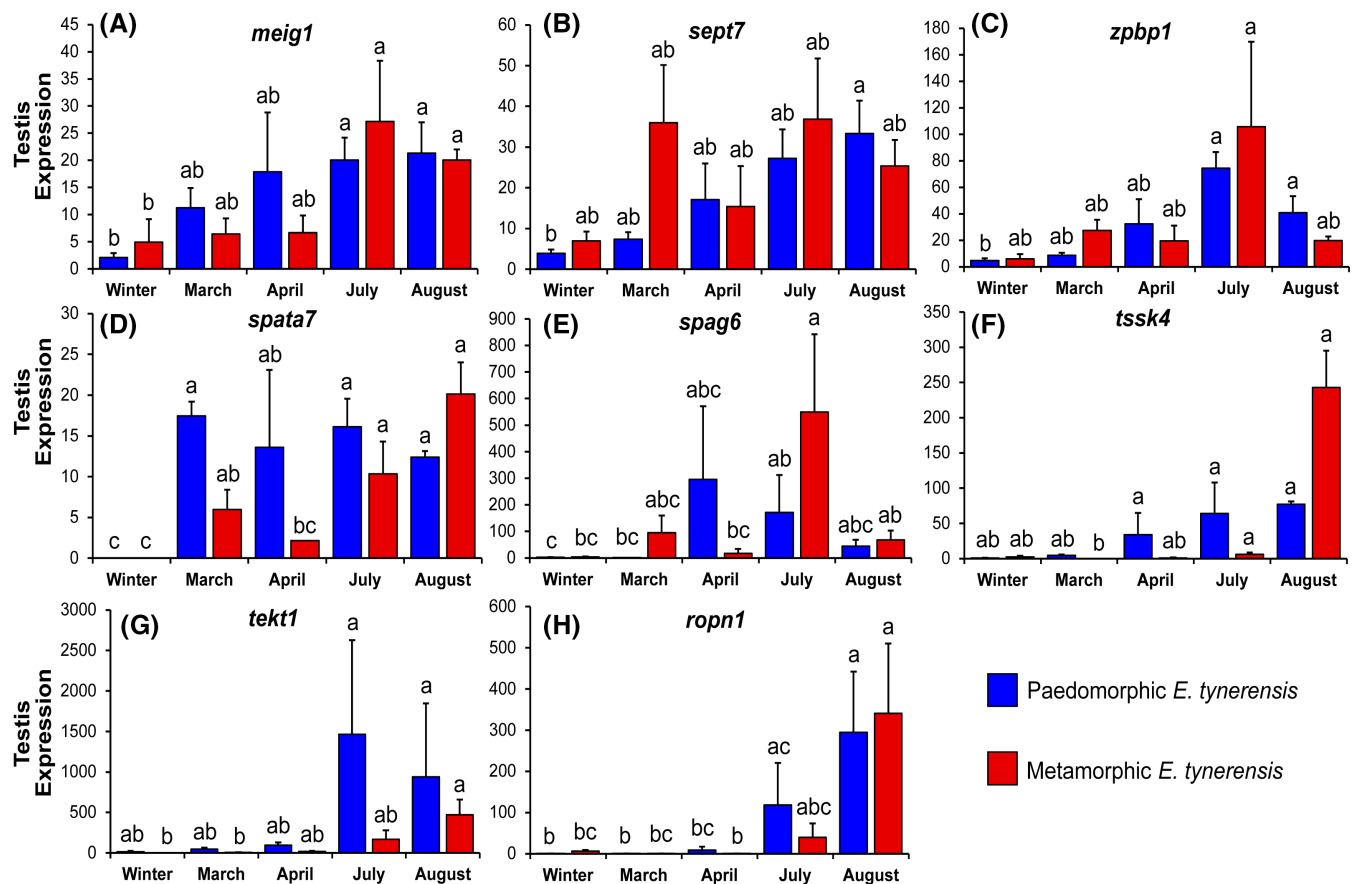 (A) meig1
Testis Expression
45
40
35
30
25
20
15
10
5
0
b b ab ab ab ab a a a a
Winter March April July August
(B) sept7
60
50
40
30
20
10
0
b ab ab ab ab ab ab ab a ab
Winter March April July August
(C) zpbp1
180
160
140
120
100
80
60
40
20
0
b ab ab ab ab ab a a a ab
Winter March April July August
(D) spata7
Testis Expression
30
25
20
15
10
5
0
c c a ab ab bc a a a a
Winter March April July August
(E) spag6
900
800
700
600
500
400
300
200
100
0
c bc bc abc abc bc ab a abc ab
Winter March April July August
(F) tssk4
350
300
250
200
150
100
50
0
ab ab ab b a ab a a a a
Winter March April July August
(G) tekt1
Testis Expression
3000
2500
2000
1500
1000
500
0
ab b ab b ab ab a ab a a
Winter March April July August
(H) ropn1
600
500
400
300
200
100
0
b bc b bc bc b ac abc a a
Winter March April July August
Paedomorphic E. tynerensis
Metamorphic E. tynerensis